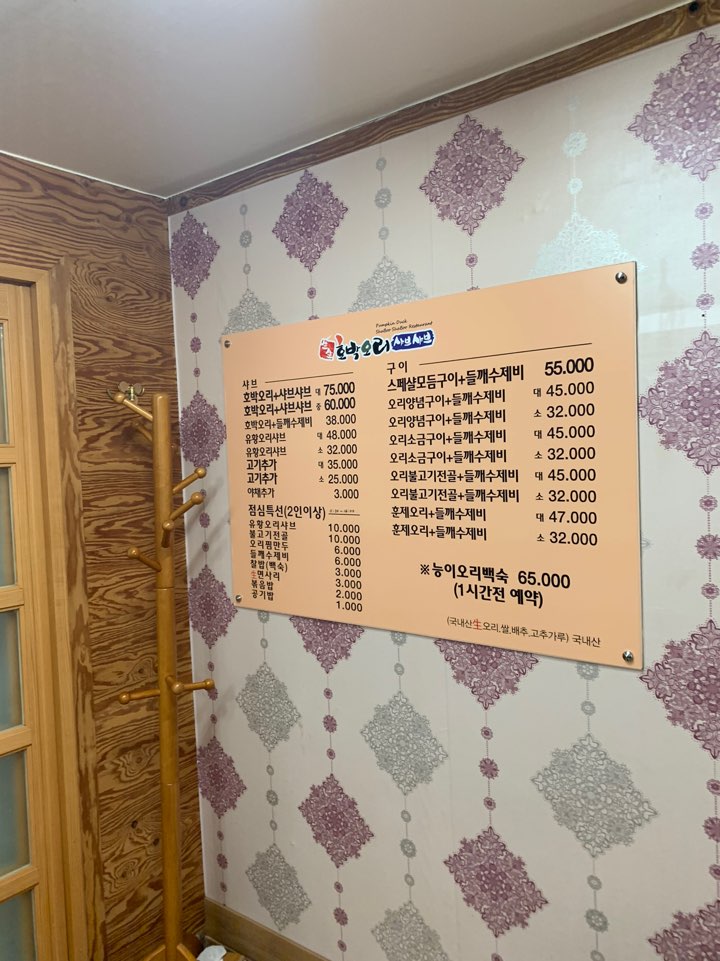 Pumpkin Duck
Shabu Shabu Restaurant
호박오리 샤브샤브
샤브
호박오리+샤브샤브 대 75.000
호박오리+샤브샤브 중 60.000
호박오리+들깨수제비 38.000
유황오리샤브 대 48.000
유황오리샤브 소 32.000
고기추가 대 35.000
고기추가 소 25.000
야채추가 3.000
점심특선(2인이상)
유황오리샤브 10.000
불고기전골 10.000
오리찜만두 6.000
들깨수제비 6.000
찰밥(백숙) 3.000
生면사리 3.000
볶음밥 2.000
공기밥 1.000
구이
스페샬모듬구이+들깨수제비 55.000
오리양념구이+들깨수제비 대 45.000
오리양념구이+들깨수제비 소 32.000
오리소금구이+들깨수제비 대 45.000
오리소금구이+들깨수제비 소 32.000
오리불고기전골+들깨수제비 대 45.000
오리불고기전골+들깨수제비 소 32.000
훈제오리+들깨수제비 대 47.000
훈제오리+들깨수제비 소 32.000
※능이오리백숙 65.000
(1시간전 예약)
(국내산生오리,쌀,배추,고추가루) 국내산